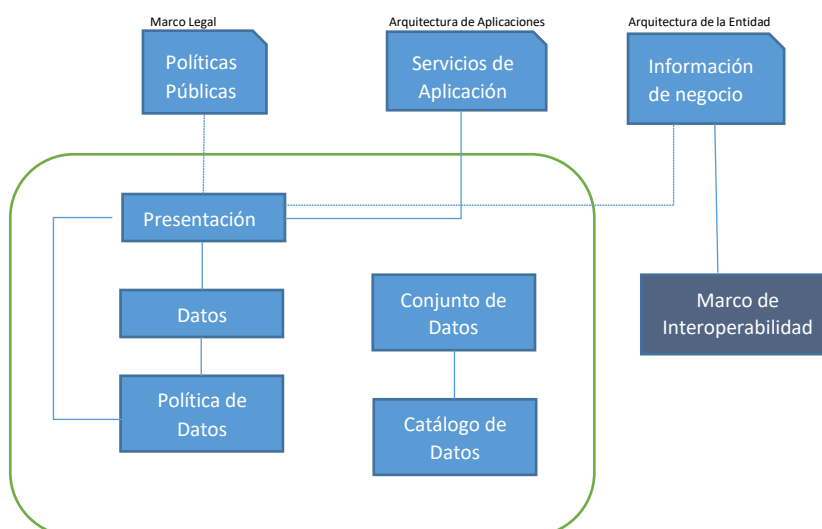 Marco Legal
Arquitectura de Aplicaciones
Arquitectura de la Entidad
Políticas
Públicas
Servicios de
Aplicación
Información
de negocio
Presentación
Datos
Conjunto de
Datos
Marco de
Interoperabilidad
Política de
Datos
Catálogo de
Datos